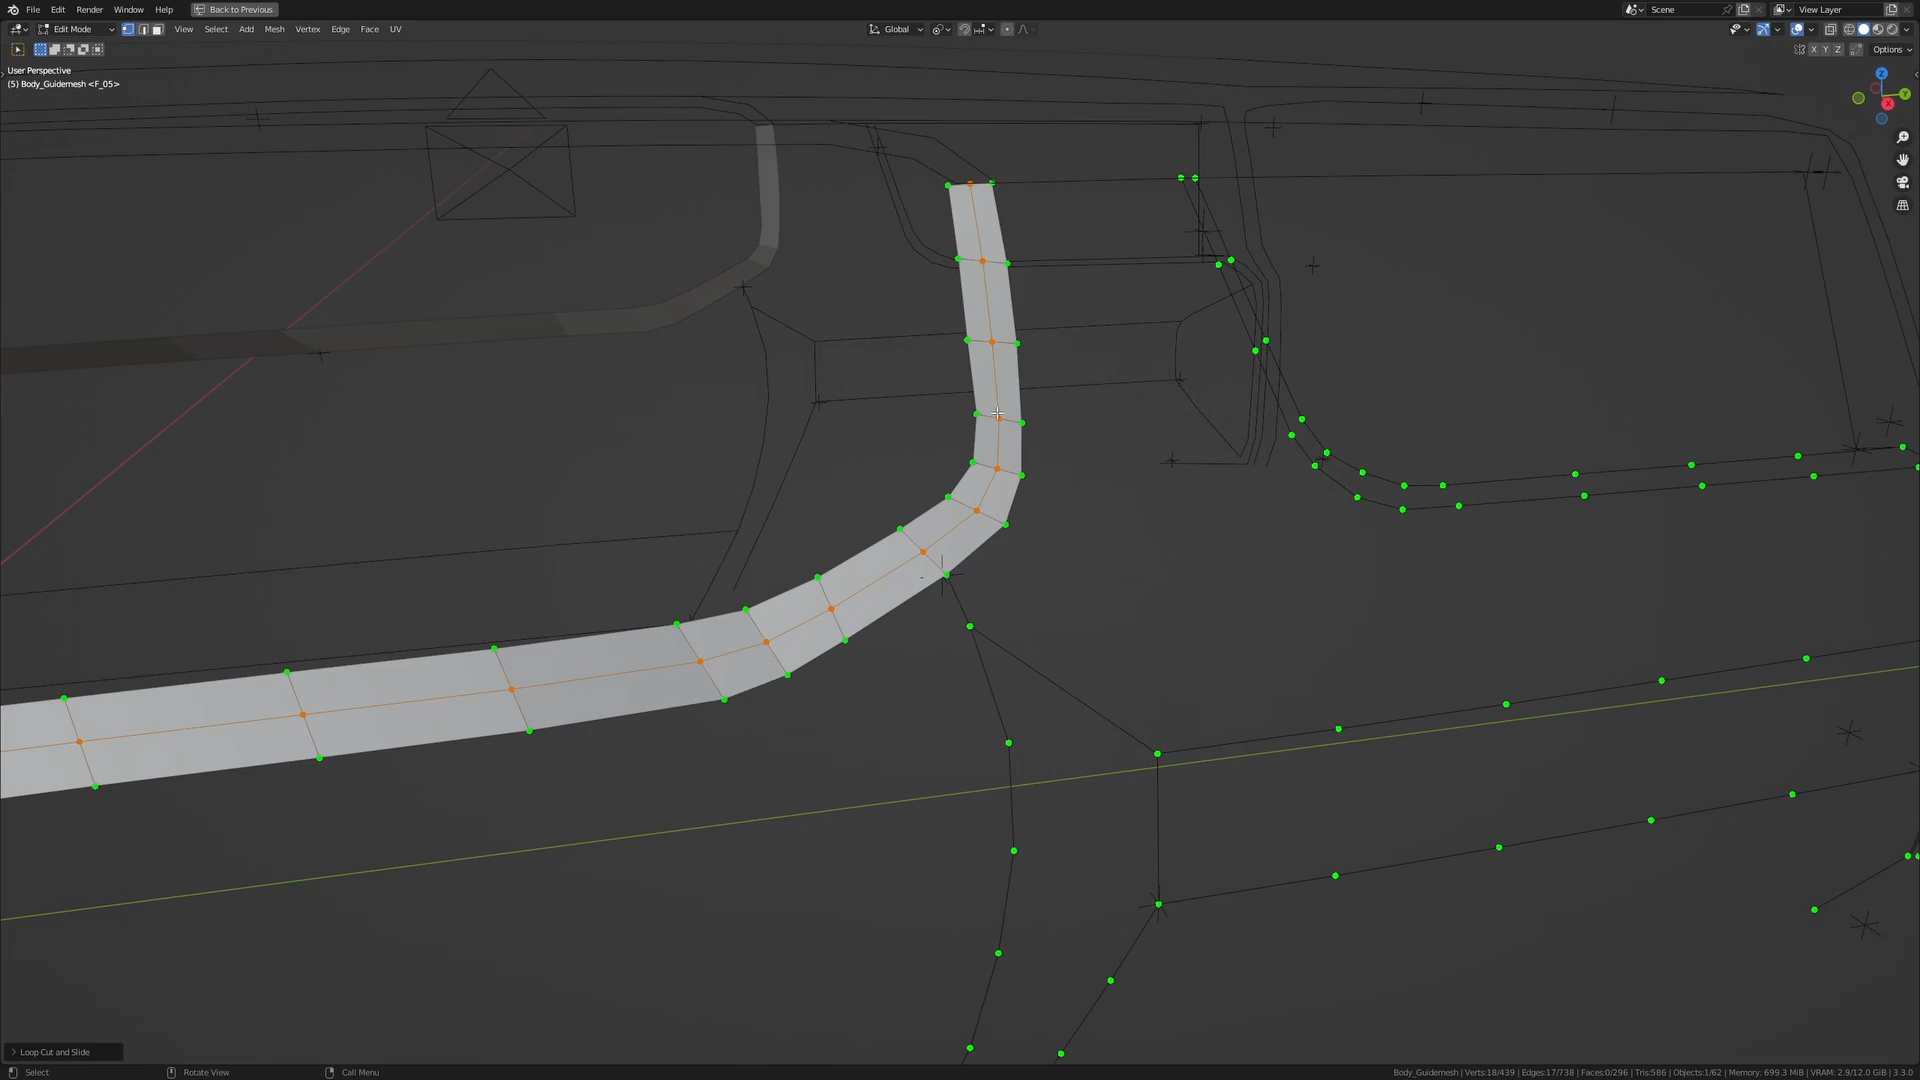 File Edit Render Window Help Back to Previous Scene View Layer
Edit Mode View Select Add Mesh Vertex Edge Face UV Global
X Y Z Options
User Perspective
(5) Body_Guidemesh <F_05>
Z
Y
X
Loop Cut and Slide
Select Rotate View Call Menu Body_Guidemesh | Verts:18/439 | Edges:17/738 | Faces:0/296 | Tris:586 | Objects:1/62 | Memory: 699.3 MiB | VRAM: 2.9/12.0 GiB | 3.3.0